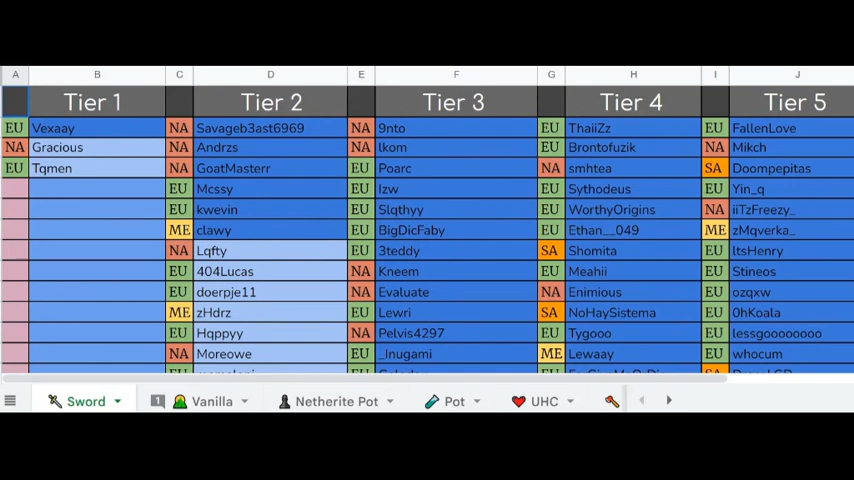 A B C D E F G H I J
Tier 1 Tier 2 Tier 3 Tier 4 Tier 5
EU Vexaay NA Savageb3ast6969 NA 9nto EU ThaiiZz EU FallenLove
NA Gracious NA Andrzs NA lkom EU Brontofuzik NA Mikch
EU Tqmen NA GoatMasterr EU Poarc NA smhtea SA Doompepitas
EU Mcssy EU Izw EU Sythodeus EU Yin_q
EU kwevin EU Slqthyy EU WorthyOrigins NA iiTzFreezy_
ME clawy EU BigDicFaby EU Ethan__049 ME zMqverka_
NA Lqfty EU 3teddy SA Shomita EU ltsHenry
EU 404Lucas NA Kneem EU Meahii EU Stineos
EU doerpje11 NA Evaluate NA Enimious EU ozqxw
ME zHdrz EU Lewri SA NoHaySistema EU 0hKoala
EU Hqppyy NA Pelvis4297 EU Tygooo EU lessgoooooooo
NA Moreowe EU _Inugami ME Lewaay EU whocum
Sword 1 Vanilla Netherite Pot Pot UHC